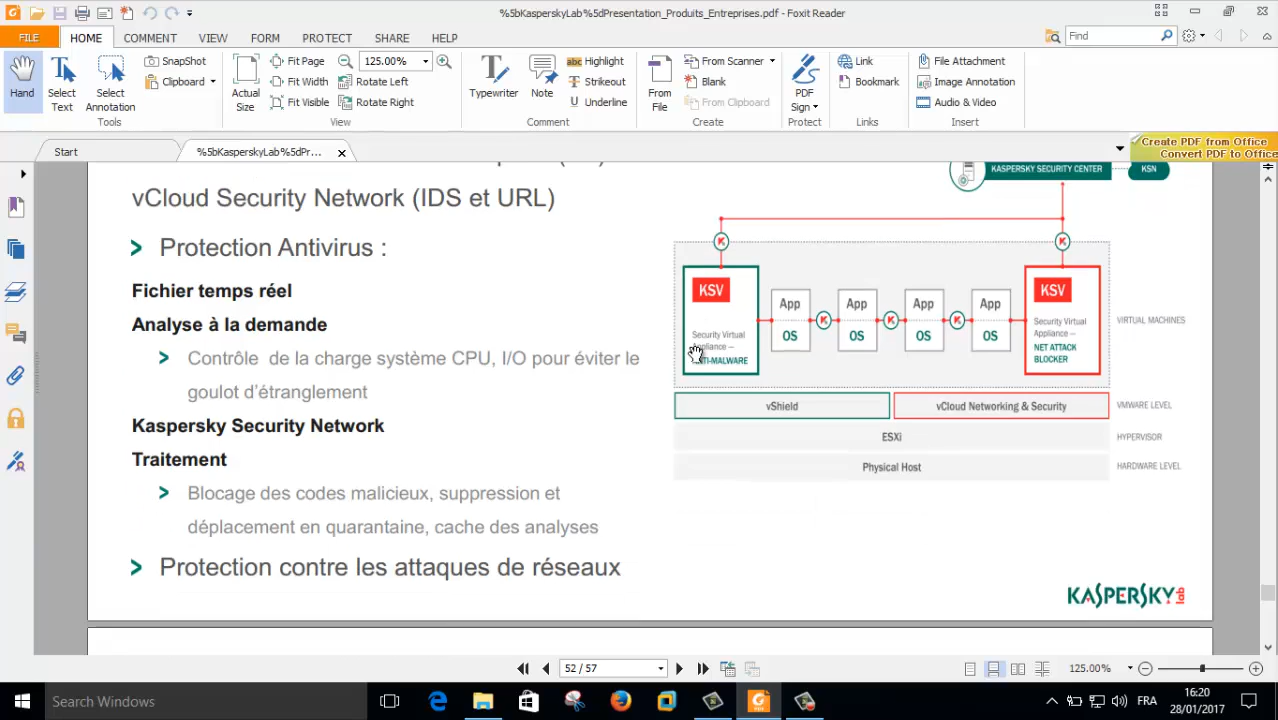 %5bKasperskyLab%5dPresentation_Produits_Entreprises.pdf - Foxit Reader
FILE
HOME
COMMENT
VIEW
FORM
PROTECT
SHARE
HELP
Find
Hand
Select Text
Select Annotation
SnapShot
Clipboard
Tools
Actual Size
Fit Page
Fit Width
Fit Visible
125.00%
Rotate Left
Rotate Right
View
Typewriter
Note
Highlight
Strikeout
Underline
Comment
From File
From Scanner
Blank
From Clipboard
Create
PDF Sign
Protect
Link
Bookmark
Links
File Attachment
Image Annotation
Audio & Video
Insert
Start
%5bKasperskyLab%5dPr...
Create PDF from Office
Convert PDF to Office
vCloud Security Network (IDS et URL)
Protection Antivirus :
Fichier temps réel
Analyse à la demande
Contrôle de la charge système CPU, I/O pour éviter le
goulot d'étranglement
Kaspersky Security Network
Traitement
Blocage des codes malicieux, suppression et
déplacement en quarantaine, cache des analyses
Protection contre les attaques de réseaux
KASPERSKY SECURITY CENTER
KSN
KSV
Security Virtual
Appliance –
App
OS
App
OS
App
OS
App
OS
KSV
Security Virtual
Appliance –
NET ATTACK
BLOCKER
VIRTUAL MACHINES
vShield
vCloud Networking & Security
VMWARE LEVEL
ESXi
HYPERVISOR
Physical Host
HARDWARE LEVEL
KASPERSKY lab
52 / 57
125.00%
Search Windows
FRA
16:20
28/01/2017